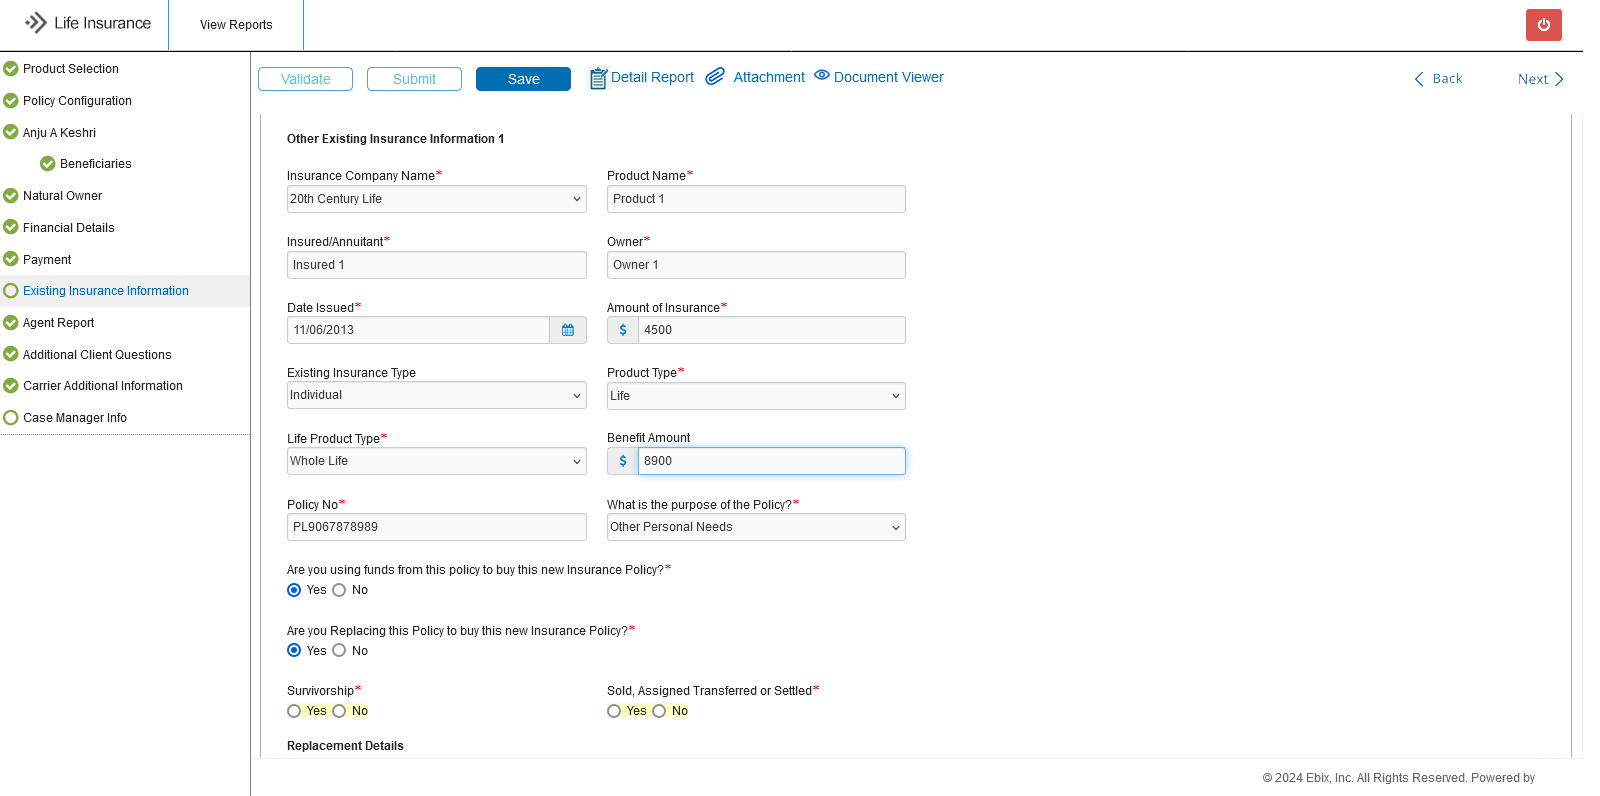 Life Insurance
View Reports
Product Selection
Policy Configuration
Anju A Keshri
Beneficiaries
Natural Owner
Financial Details
Payment
Existing Insurance Information
Agent Report
Additional Client Questions
Carrier Additional Information
Case Manager Info
Validate Submit Save Detail Report Attachment Document Viewer Back Next
Other Existing Insurance Information 1
Insurance Company Name* Product Name*
20th Century Life Product 1
Insured/Annuitant* Owner*
Insured 1 Owner 1
Date Issued* Amount of Insurance*
11/06/2013 $ 4500
Existing Insurance Type Product Type*
Individual Life
Life Product Type* Benefit Amount
Whole Life $ 8900
Policy No* What is the purpose of the Policy?*
PL9067878989 Other Personal Needs
Are you using funds from this policy to buy this new Insurance Policy?*
Yes No
Are you Replacing this Policy to buy this new Insurance Policy?*
Yes No
Survivorship* Sold, Assigned Transferred or Settled*
Yes No Yes No
Replacement Details
© 2024 Ebix, Inc. All Rights Reserved. Powered by